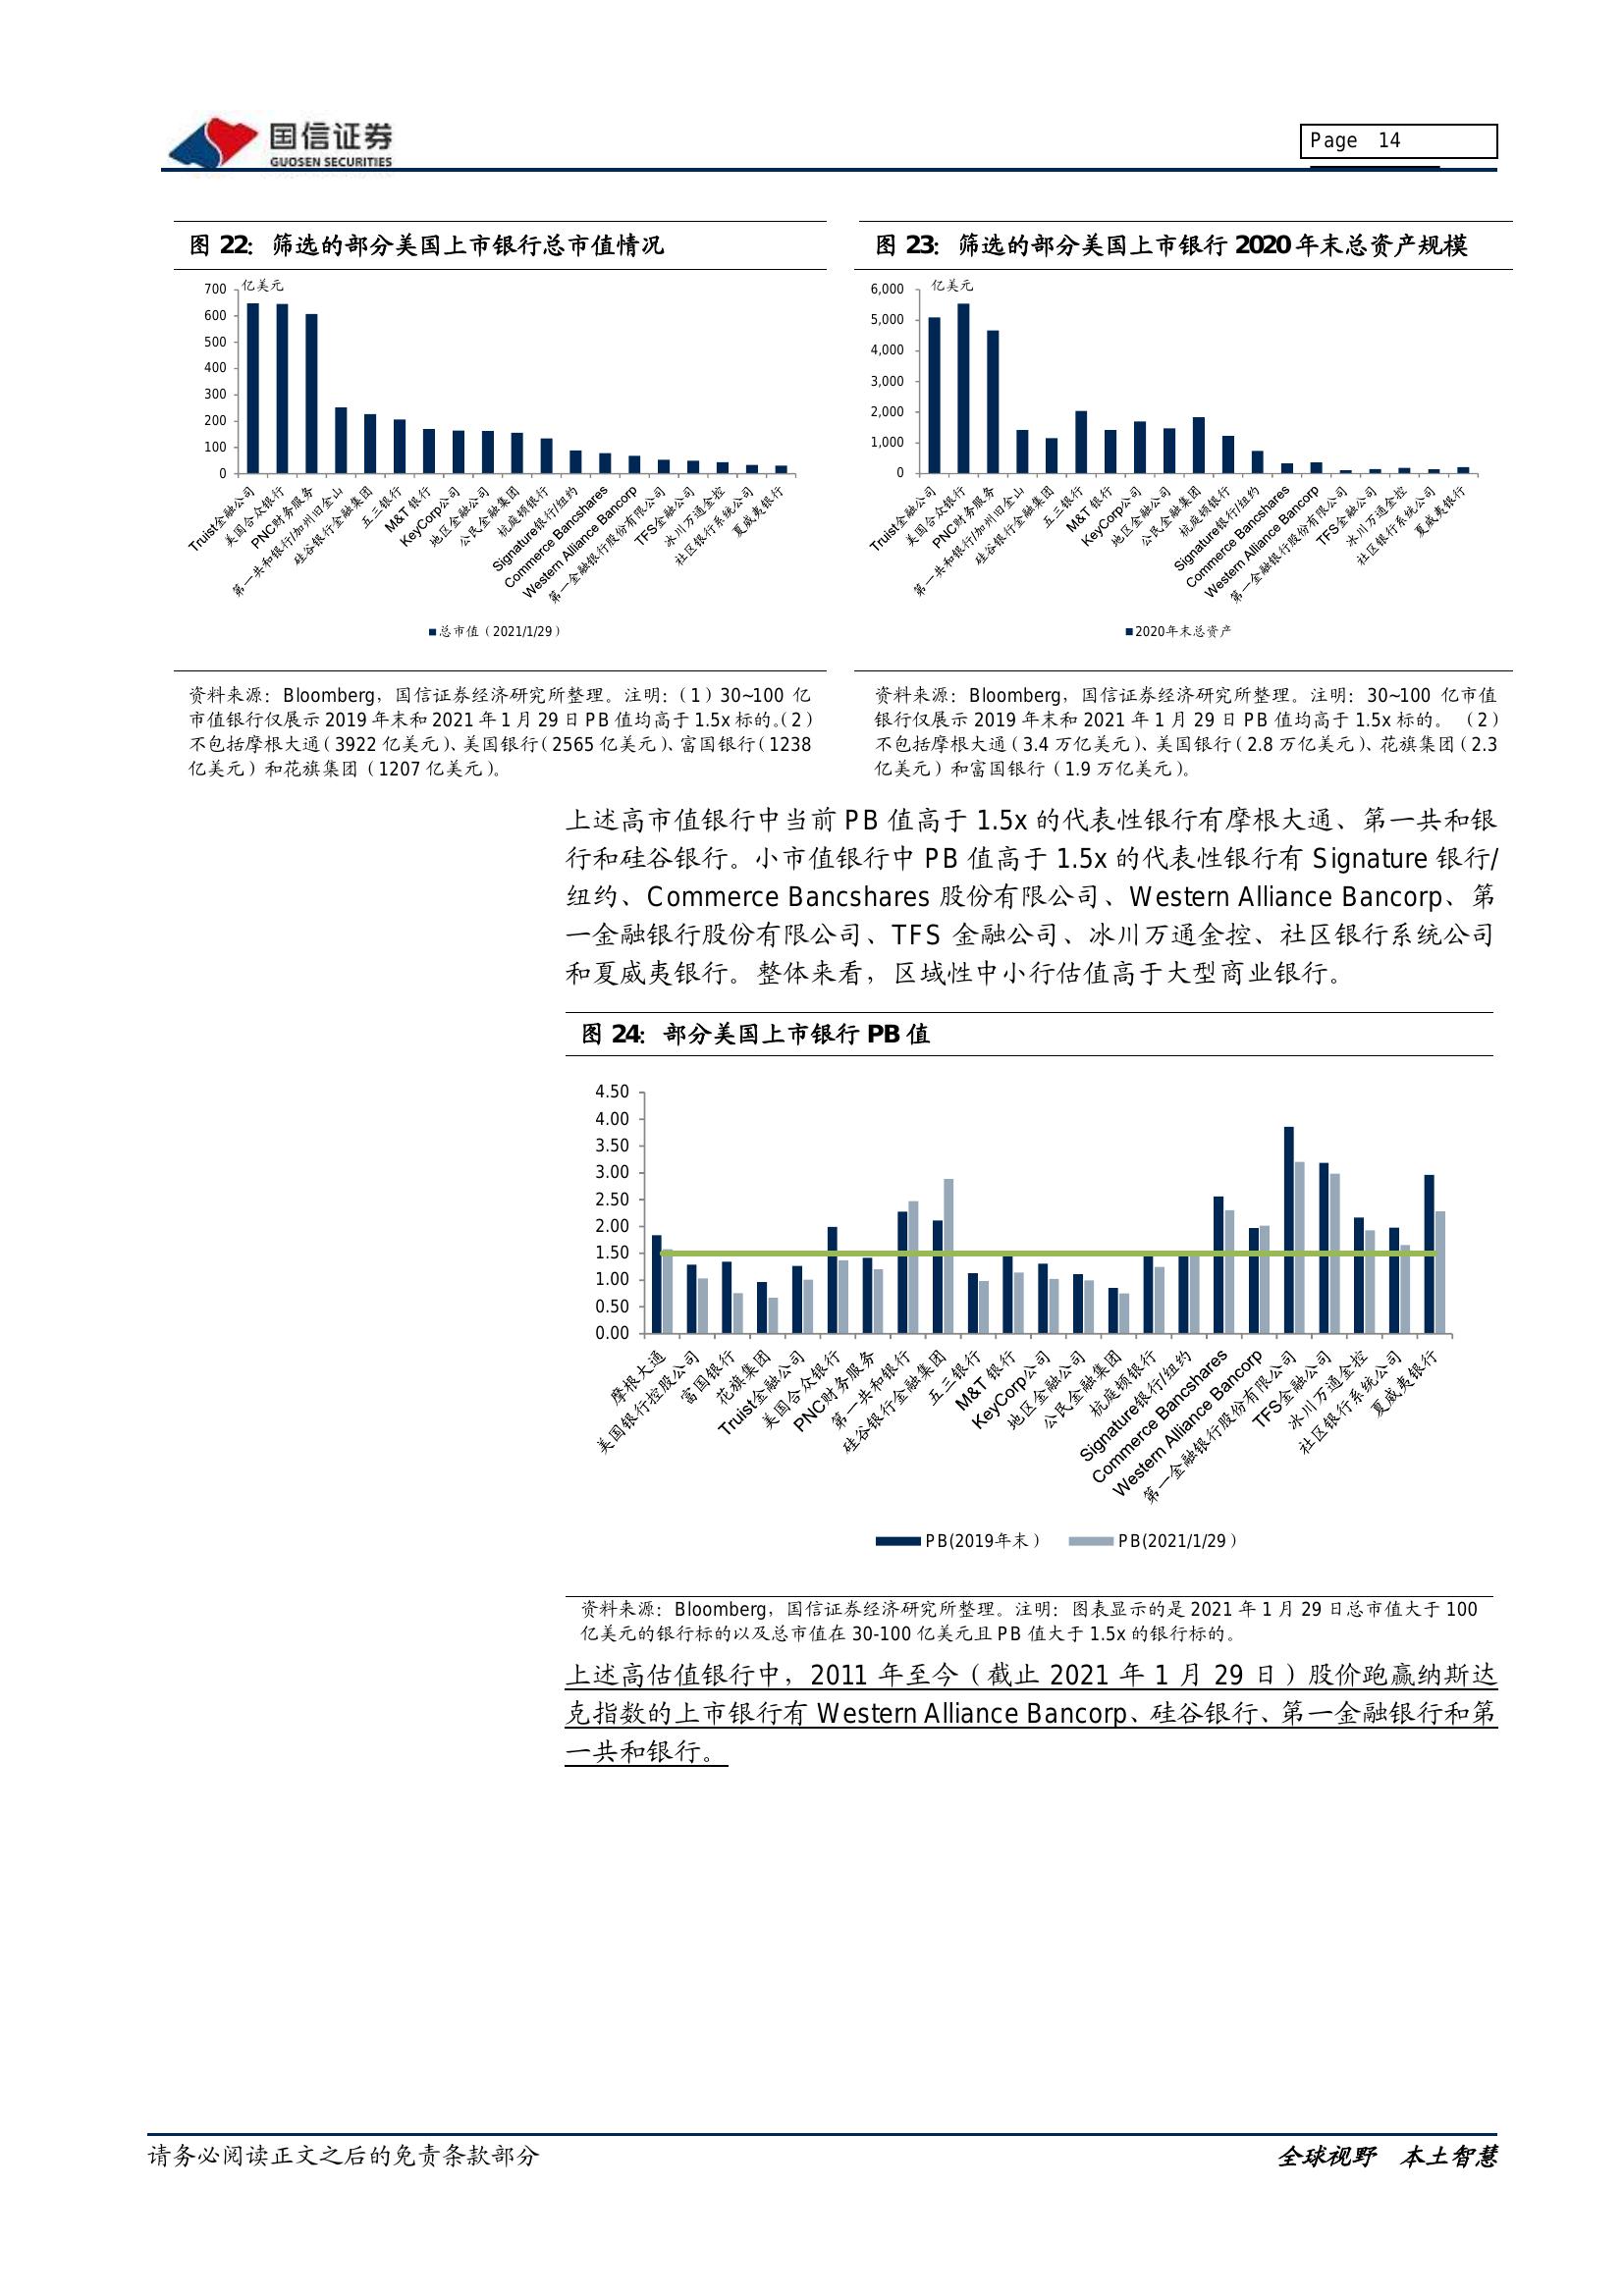 国信证券
GUOSEN SECURITIES
Page 14
图 22：筛选的部分美国上市银行总市值情况
亿美元
700
600
500
400
300
200
100
0
Truist金融公司
美国合众银行
PNC财务服务
第一共和银行/加州旧金山
硅谷银行金融集团
五三银行
M&T 银行
KeyCorp公司
地区金融公司
公民金融集团
杭庭顿银行
Signature银行/纽约
Commerce Bancshares
Western Alliance Bancorp
第一金融银行股份有限公司
TFS金融公司
冰川万通金控
社区银行系统公司
夏威夷银行
总市值（2021/1/29）
资料来源：Bloomberg，国信证券经济研究所整理。注明：（1）30~100 亿
市值银行仅展示 2019 年末和 2021 年 1 月 29 日 PB 值均高于 1.5x 标的。（2）
不包括摩根大通（3922 亿美元）、美国银行（2565 亿美元）、富国银行（1238
亿美元）和花旗集团（1207 亿美元）。
图 23：筛选的部分美国上市银行 2020 年末总资产规模
亿美元
6,000
5,000
4,000
3,000
2,000
1,000
0
Truist金融公司
美国合众银行
PNC财务服务
第一共和银行/加州旧金山
硅谷银行金融集团
五三银行
M&T 银行
KeyCorp公司
地区金融公司
公民金融集团
杭庭顿银行
Signature银行/纽约
Commerce Bancshares
Western Alliance Bancorp
第一金融银行股份有限公司
TFS金融公司
冰川万通金控
社区银行系统公司
夏威夷银行
2020年末总资产
资料来源：Bloomberg，国信证券经济研究所整理。注明：30~100 亿市值
银行仅展示 2019 年末和 2021 年 1 月 29 日 PB 值均高于 1.5x 标的。（2）
不包括摩根大通（3.4 万亿美元）、美国银行（2.8 万亿美元）、花旗集团（2.3
亿美元）和富国银行（1.9 万亿美元）。
上述高市值银行中当前 PB 值高于 1.5x 的代表性银行有摩根大通、第一共和银
行和硅谷银行。小市值银行中 PB 值高于 1.5x 的代表性银行有 Signature 银行/
纽约、Commerce Bancshares 股份有限公司、Western Alliance Bancorp、第
一金融银行股份有限公司、TFS 金融公司、冰川万通金控、社区银行系统公司
和夏威夷银行。整体来看，区域性中小行估值高于大型商业银行。
图 24：部分美国上市银行 PB 值
4.50
4.00
3.50
3.00
2.50
2.00
1.50
1.00
0.50
0.00
摩根大通
美国银行控股公司
富国银行
花旗集团
Truist金融公司
美国合众银行
PNC财务服务
第一共和银行
硅谷银行金融集团
五三银行
M&T 银行
KeyCorp公司
地区金融公司
公民金融集团
杭庭顿银行
Signature银行/纽约
Commerce Bancshares
Western Alliance Bancorp
第一金融银行股份有限公司
TFS金融公司
冰川万通金控
社区银行系统公司
夏威夷银行
PB(2019年末） PB(2021/1/29）
资料来源：Bloomberg，国信证券经济研究所整理。注明：图表显示的是 2021 年 1 月 29 日总市值大于 100
亿美元的银行标的以及总市值在 30-100 亿美元且 PB 值大于 1.5x 的银行标的。
上述高估值银行中，2011 年至今（截止 2021 年 1 月 29 日）股价跑赢纳斯达
克指数的上市银行有 Western Alliance Bancorp、硅谷银行、第一金融银行和第
一共和银行。
请务必阅读正文之后的免责条款部分
全球视野 本土智慧